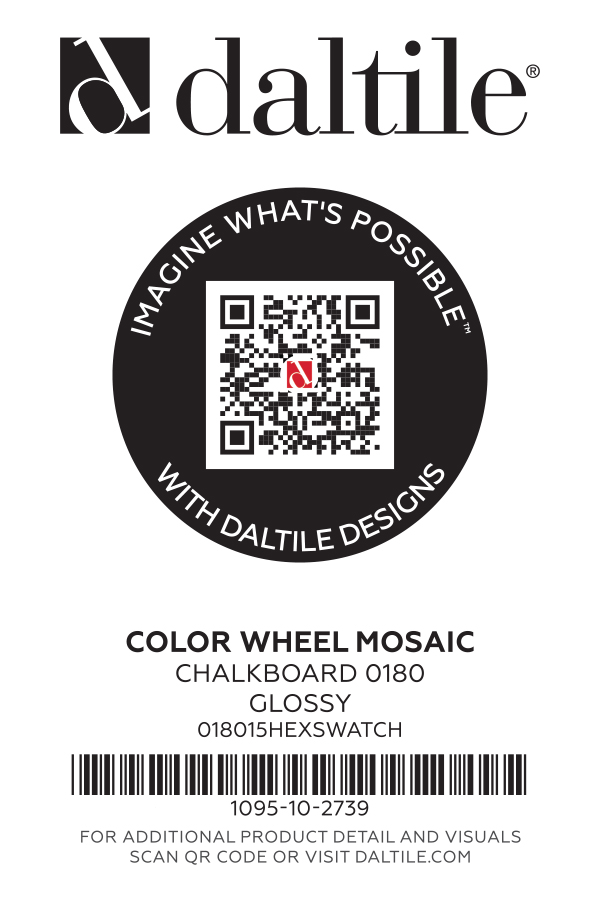 daltile®
IMAGINE WHAT'S POSSIBLE™
WITH DALTILE DESIGNS
COLOR WHEEL MOSAIC
CHALKBOARD 0180
GLOSSY
018015HEXSWATCH
1095-10-2739
FOR ADDITIONAL PRODUCT DETAIL AND VISUALS
SCAN QR CODE OR VISIT DALTILE.COM